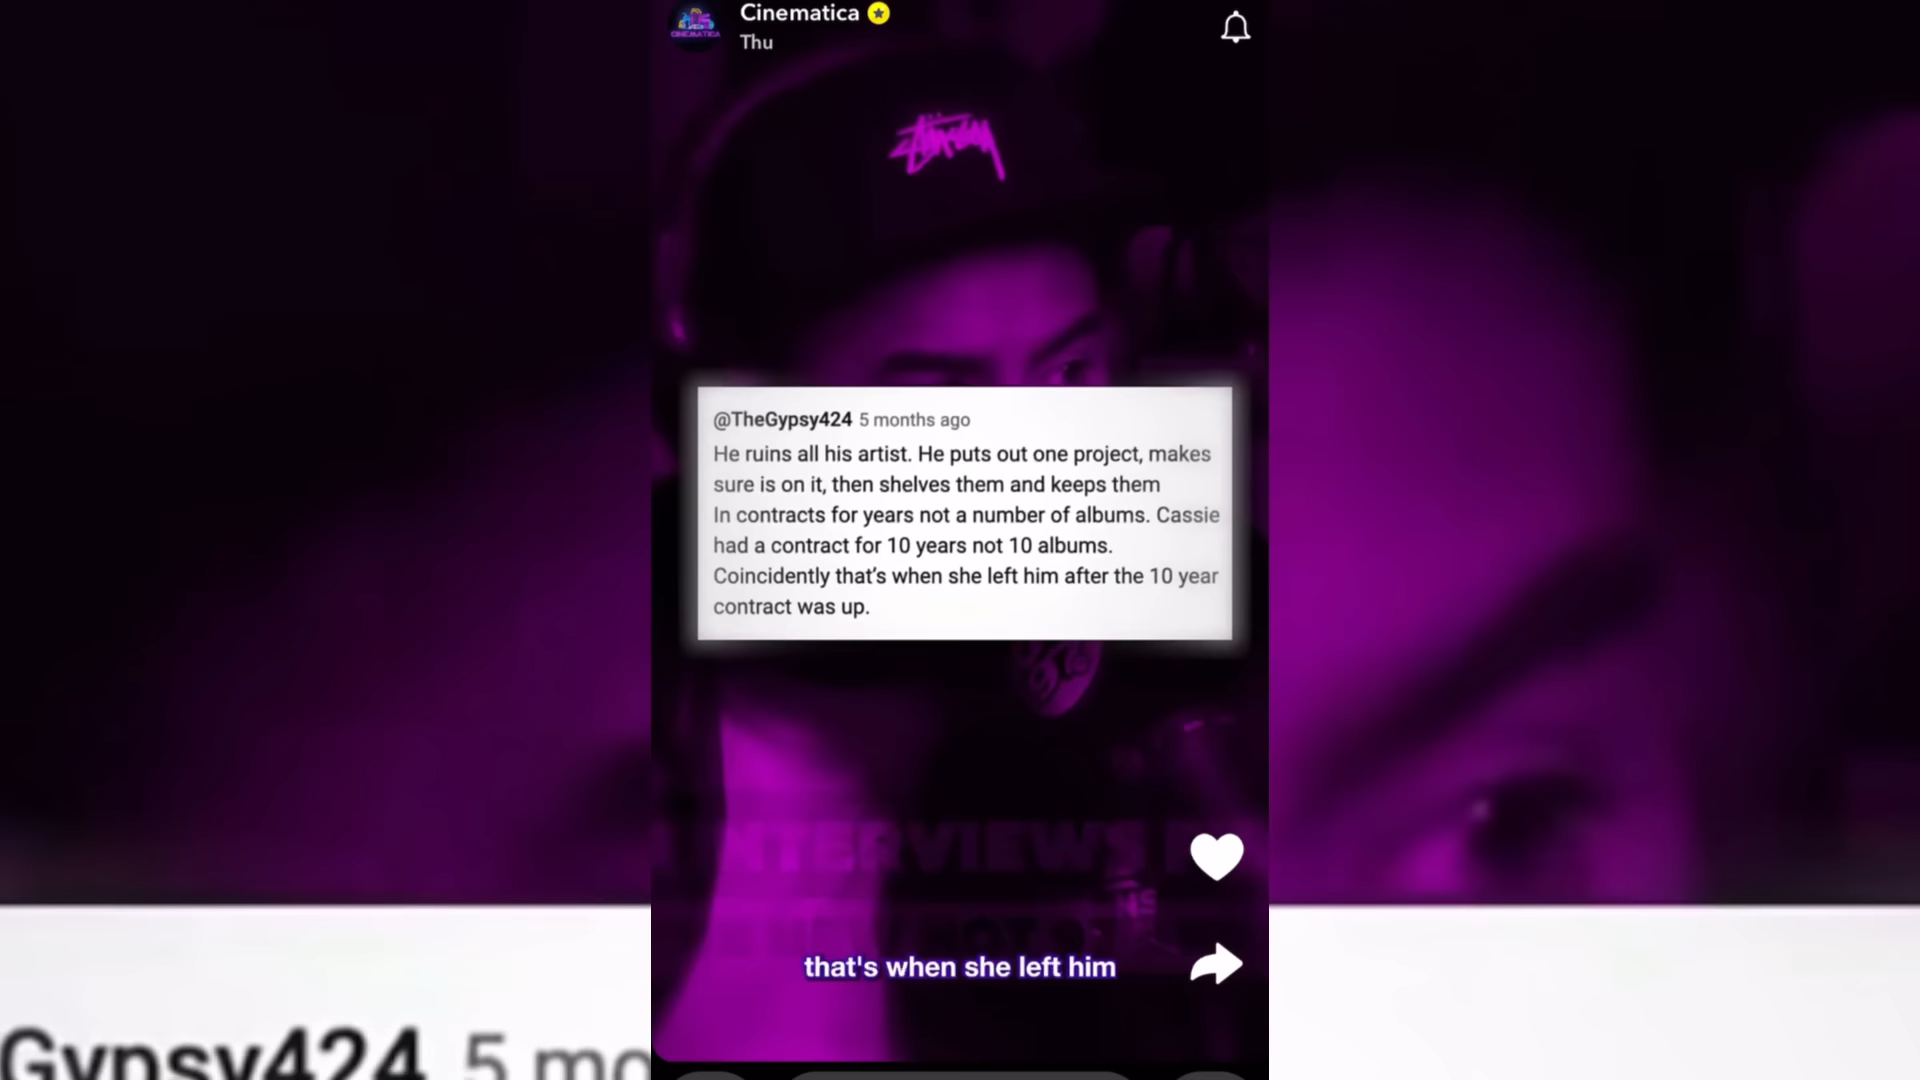 Cinematica
Thu
CINEMATICA
Stüssy
@TheGypsy424 5 months ago
He ruins all his artist. He puts out one project, makes
sure is on it, then shelves them and keeps them
In contracts for years not a number of albums. Cassie
had a contract for 10 years not 10 albums.
Coincidently that's when she left him after the 10 year
contract was up.
INTERVIEWS
that's when she left him
Gypsy424 5 mo